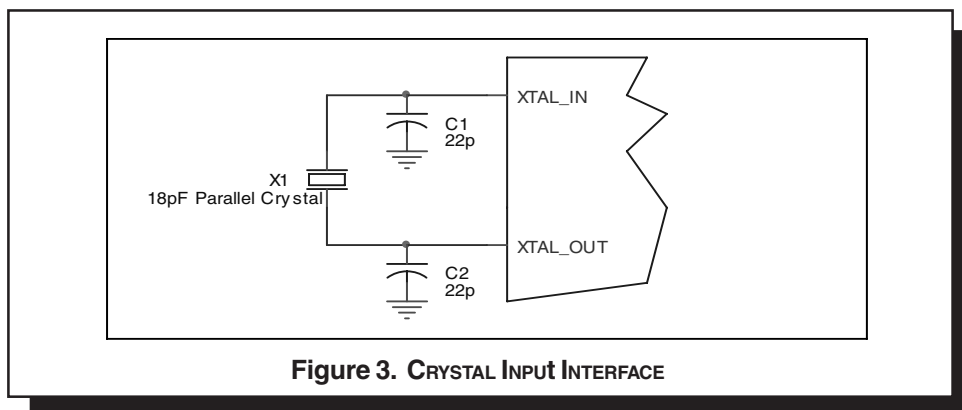 XTAL_IN
C1
22p
X1
18pF Parallel Crystal
XTAL_OUT
C2
22p
Figure 3. CRYSTAL INPUt INTERFACE